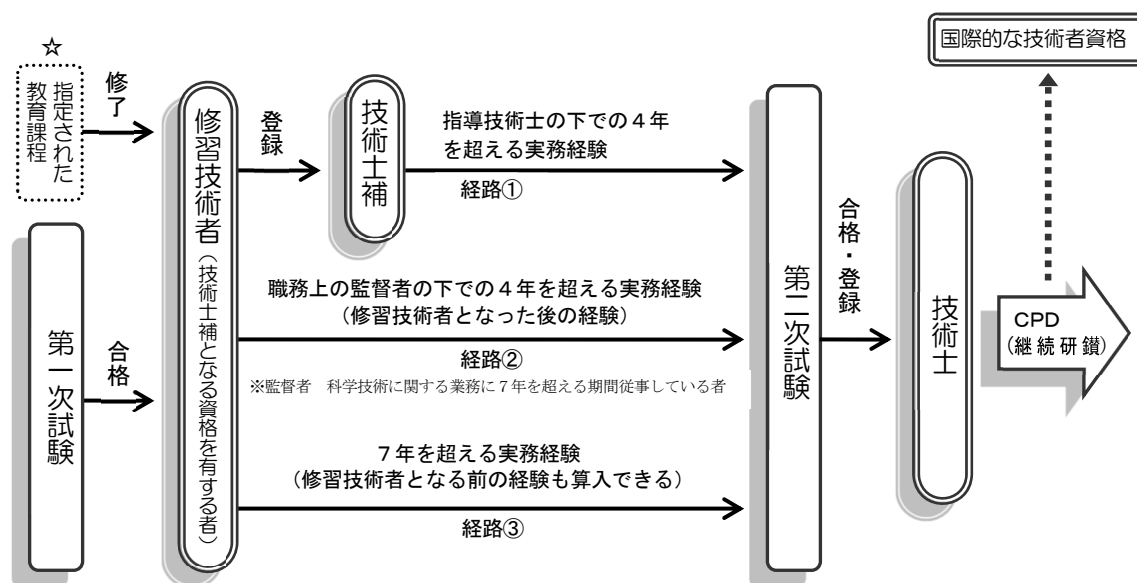 国際的な技術者資格
☆
指定された
教育課程
修了
第一次試験
合格
修習技術者（技術士補となる資格を有する者）
登録
技術士補
指導技術士の下での４年
を超える実務経験
経路①
職務上の監督者の下での４年を超える実務経験
（修習技術者となった後の経験）
経路②
※監督者　科学技術に関する業務に７年を超える期間従事している者
７年を超える実務経験
（修習技術者となる前の経験も算入できる）
経路③
第二次試験
合格・登録
技術士
CPD
（継続研鑽）